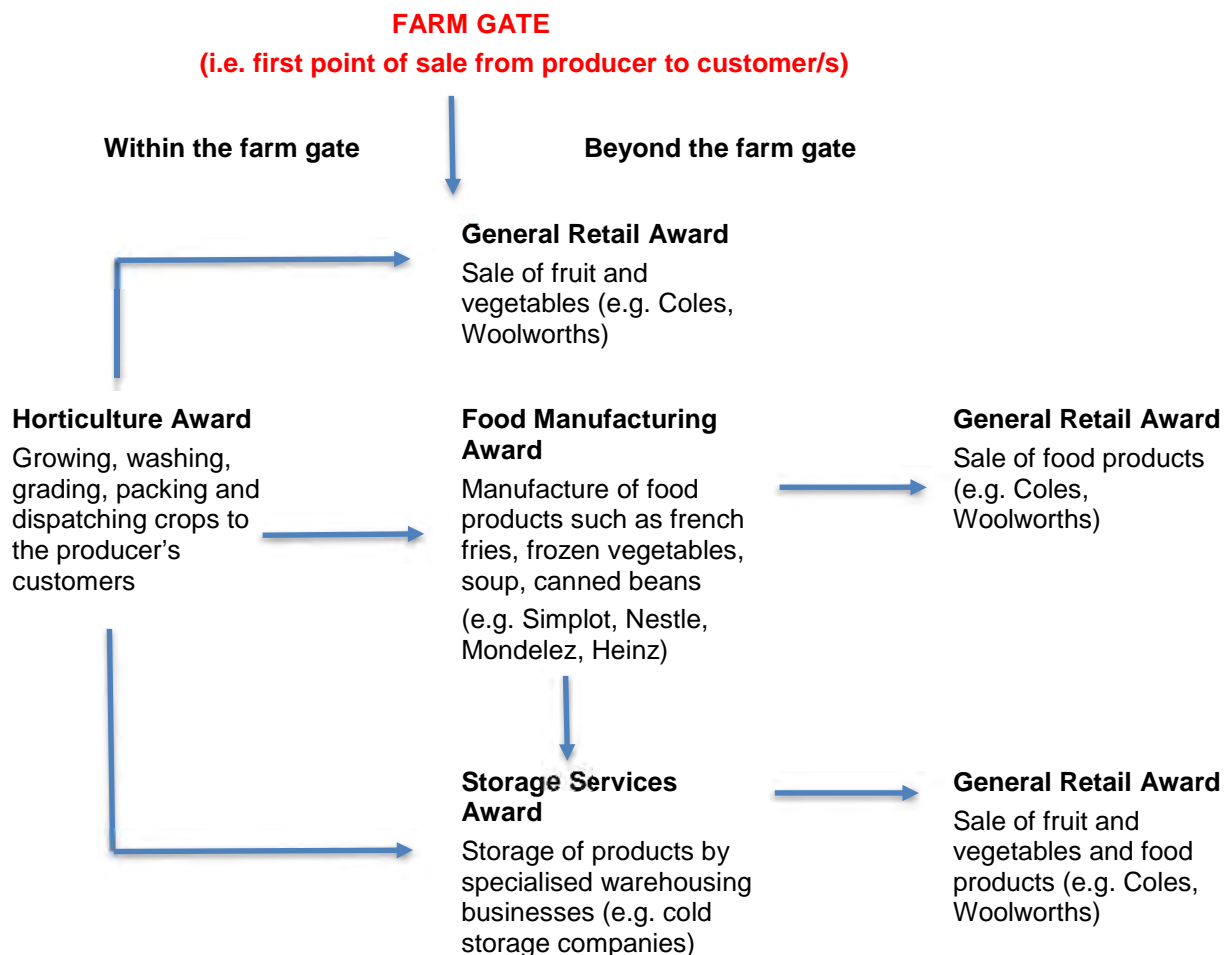 FARM GATE
(i.e. first point of sale from producer to customer/s)
Within the farm gate
Beyond the farm gate
General Retail Award
Sale of fruit and
vegetables (e.g. Coles,
Woolworths)
Horticulture Award
Growing, washing,
grading, packing and
dispatching crops to
the producer’s
customers
Food Manufacturing
Award
Manufacture of food
products such as french
fries, frozen vegetables,
soup, canned beans
(e.g. Simplot, Nestle,
Mondelez, Heinz)
General Retail Award
Sale of food products
(e.g. Coles,
Woolworths)
Storage Services
Award
Storage of products by
specialised warehousing
businesses (e.g. cold
storage companies)
General Retail Award
Sale of fruit and
vegetables and food
products (e.g. Coles,
Woolworths)